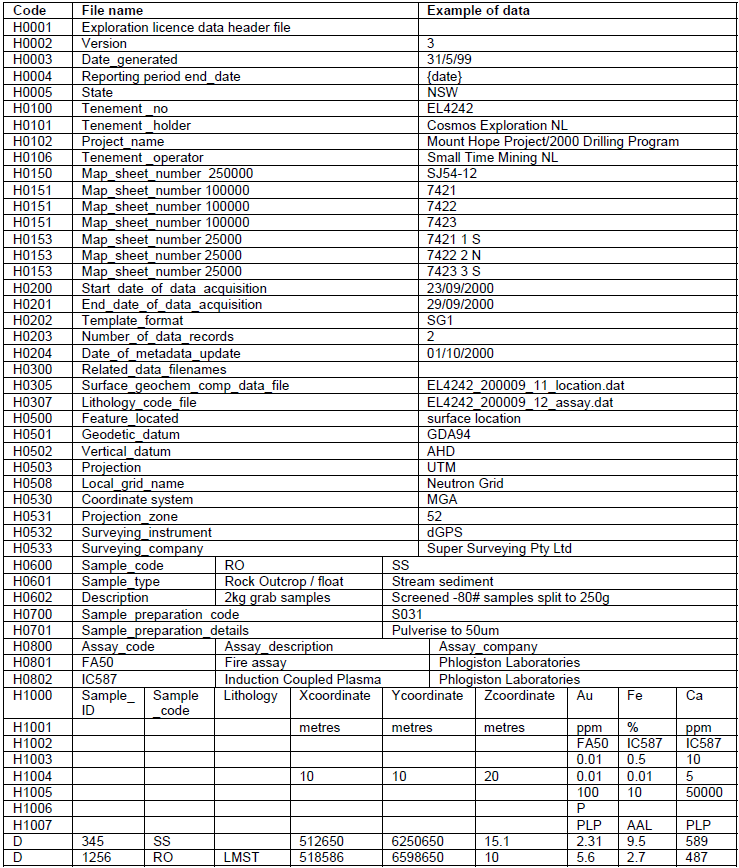 Code File name Example of data
H0001 Exploration licence data header file
H0002 Version 3
H0003 Date_generated 31/5/99
H0004 Reporting period end_date {date}
H0005 State NSW
H0100 Tenement_no EL4242
H0101 Tenement_holder Cosmos Exploration NL
H0102 Project_name Mount Hope Project/2000 Drilling Program
H0106 Tenement_operator Small Time Mining NL
H0150 Map_sheet_number 250000 SJ54-12
H0151 Map_sheet_number 100000 7421
H0151 Map_sheet_number 100000 7422
H0151 Map_sheet_number 100000 7423
H0153 Map_sheet_number 25000 7421 1 S
H0153 Map_sheet_number 25000 7422 2 N
H0153 Map_sheet_number 25000 7423 3 S
H0200 Start_date_of_data_acquisition 23/09/2000
H0201 End_date_of_data_acquisition 29/09/2000
H0202 Template_format SG1
H0203 Number_of_data_records 2
H0204 Date_of_metadata_update 01/10/2000
H0300 Related_data_filenames
H0305 Surface_geochem_comp_data_file EL4242_200009_11_location.dat
H0307 Lithology_code_file EL4242_200009_12_assay.dat
H0500 Feature_located surface location
H0501 Geodetic_datum GDA94
H0502 Vertical_datum AHD
H0503 Projection UTM
H0508 Local_grid_name Neutron Grid
H0530 Coordinate system MGA
H0531 Projection_zone 52
H0532 Surveying_instrument dGPS
H0533 Surveying_company Super Surveying Pty Ltd
H0600 Sample_code RO SS
H0601 Sample_type Rock Outcrop / float Stream sediment
H0602 Description 2kg grab samples Screened -80# samples split to 250g
H0700 Sample_preparation_code S031
H0701 Sample_preparation_details Pulverise to 50um
H0800 Assay_code Assay_description Assay_company
H0801 FA50 Fire assay Phlogiston Laboratories
H0802 IC587 Induction Coupled Plasma Phlogiston Laboratories
H1000 Sample_ Sample Lithology Xcoordinate Ycoordinate Zcoordinate Au Fe Ca
ID _code
H1001 metres metres metres ppm % ppm
H1002 FA50 IC587 IC587
H1003 0.01 0.5 10
H1004 10 10 20 0.01 0.01 5
H1005 100 10 50000
H1006 P
H1007 PLP AAL PLP
D 345 SS 512650 6250650 15.1 2.31 9.5 589
D 1256 RO LMST 518586 6598650 10 5.6 2.7 487